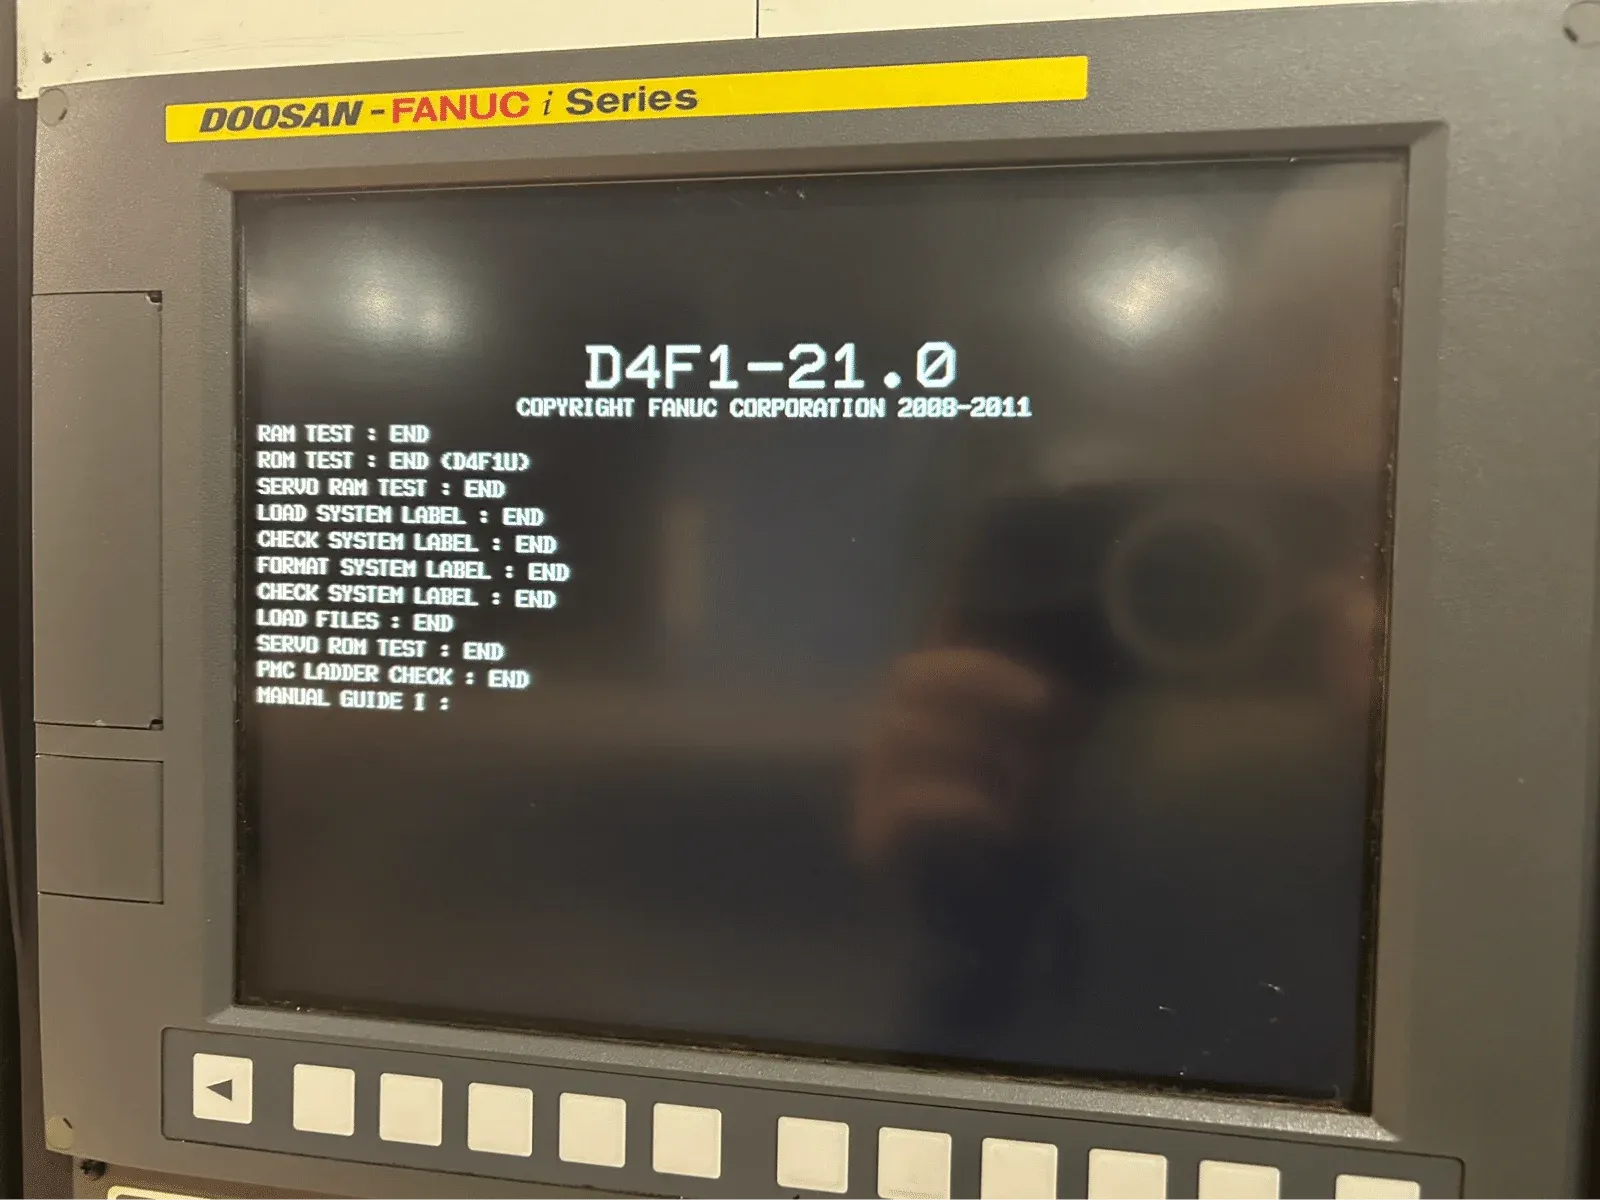 DOOSAN-FANUC i Series
D4F1-21.0
COPYRIGHT FANUC CORPORATION 2008-2011
RAM TEST : END
ROM TEST : END (D4F1U)
SERVO RAM TEST : END
LOAD SYSTEM LABEL : END
CHECK SYSTEM LABEL : END
FORMAT SYSTEM LABEL : END
CHECK SYSTEM LABEL : END
LOAD FILES : END
SERVO ROM TEST : END
PMC LADDER CHECK : END
MANUAL GUIDE I :